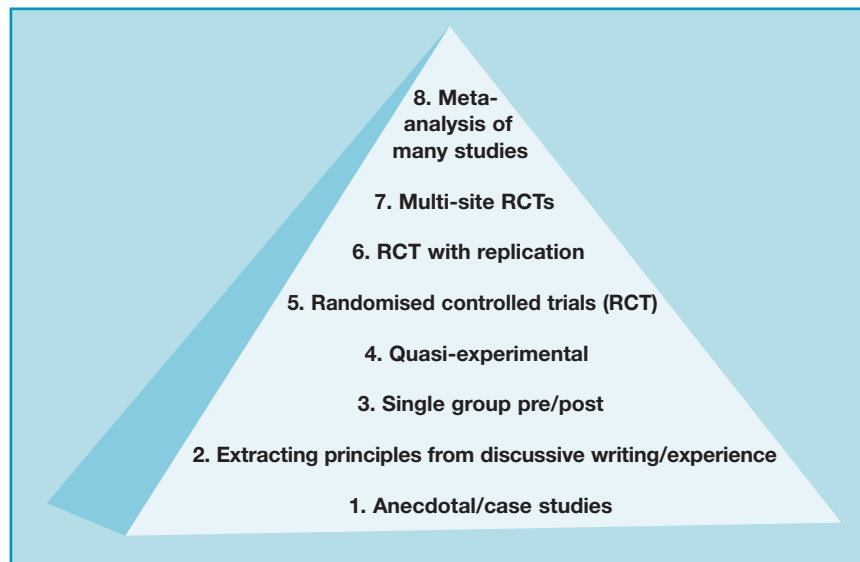 8. Meta-
analysis of
many studies
7. Multi-site RCTs
6. RCT with replication
5. Randomised controlled trials (RCT)
4. Quasi-experimental
3. Single group pre/post
2. Extracting principles from discussive writing/experience
1. Anecdotal/case studies